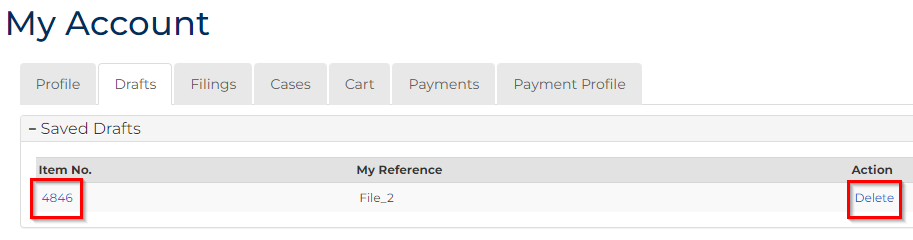 My Account
Profile Drafts Filings Cases Cart Payments Payment Profile
− Saved Drafts
Item No. My Reference Action
4846 File_2 Delete